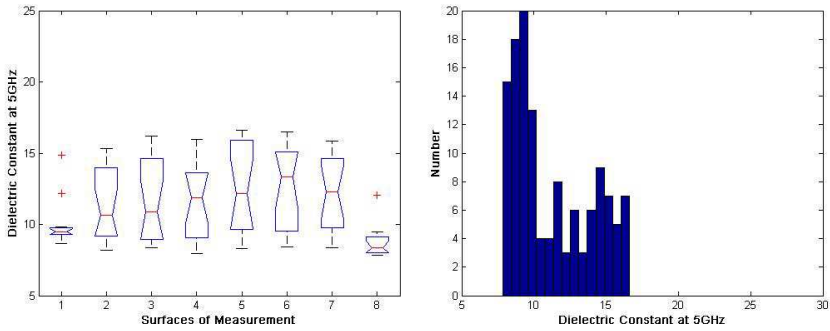 25
20
15
10
5
Dielectric Constant at 5GHz
1 2 3 4 5 6 7 8
Surfaces of Measurement
20
18
16
14
12
10
8
6
4
2
0
Number
5 10 15 20 25 30
Dielectric Constant at 5GHz